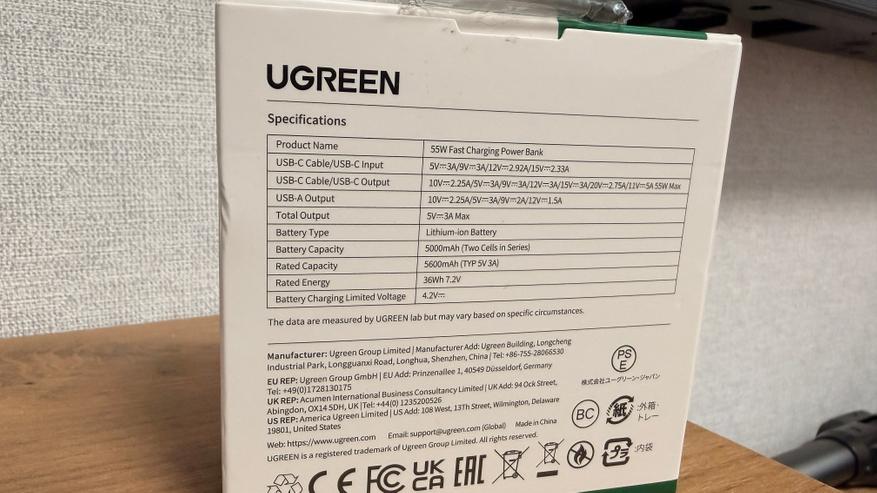 UGREEN
Specifications
Product Name 55W Fast Charging Power Bank
USB-C Cable/USB-C Input 5V⎓3A/9V⎓3A/12V⎓2.92A/15V⎓2.33A
USB-C Cable/USB-C Output 10V⎓2.25A/5V⎓3A/9V⎓3A/12V⎓3A/15V⎓3A/20V⎓2.75A/11V⎓5A 55W Max
USB-A Output 10V⎓2.25A/5V⎓3A/9V⎓2A/12V⎓1.5A
Total Output 5V⎓3A Max
Battery Type Lithium-ion Battery
Battery Capacity 5000mAh (Two Cells in Series)
Rated Capacity 5600mAh (TYP 5V 3A)
Rated Energy 36Wh 7.2V
Battery Charging Limited Voltage 4.2V⎓
The data are measured by UGREEN lab but may vary based on specific circumstances.
Manufacturer: Ugreen Group Limited | Manufacturer Add: Ugreen Building, Longcheng
Industrial Park, Longguanxi Road, Longhua, Shenzhen, China | Tel: +86-755-28066530
EU REP: Ugreen Group GmbH | EU Add: Prinzenallee 1, 40549 Düsseldorf, Germany
Tel: +49(0)1728130175
UK REP: Acumen International Business Consultancy Limited | UK Add: 94 Ock Street,
Abingdon, OX14 5DH, UK | Tel: +44(0) 1235200526
US REP: America Ugreen Limited | US Add: 108 West, 13Th Street, Wilmington, Delaware
19801, United States
Web: https://www.ugreen.com Email: support@ugreen.com (Global) Made in China
UGREEN is a registered trademark of Ugreen Group Limited. All rights reserved.
PS
E
株式会社ユーグリーン・ジャパン
BC 紙 :外箱・
トレー
CE FC UK
CA EAC プラ :内袋